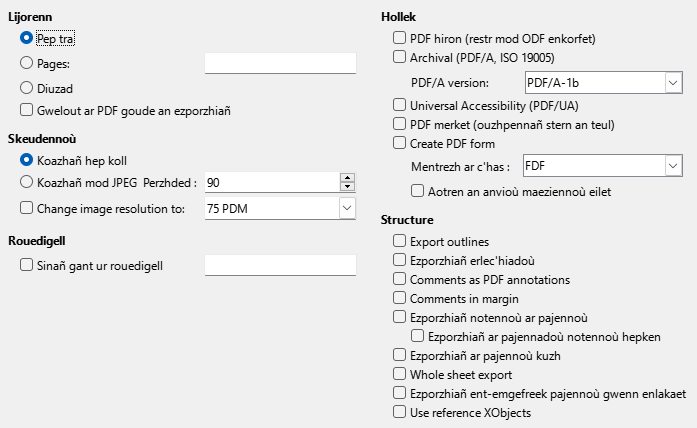 Lijorenn
Pep tra
Pages:
Diuzad
Gwelout ar PDF goude an ezporzhiañ
Skeudennoù
Koazhañ hep koll
Koazhañ mod JPEG Perzhded : 90
Change image resolution to: 75 PDM
Rouedigell
Sinañ gant ur rouedigell
Hollek
PDF hiron (restr mod ODF enkorfet)
Archival (PDF/A, ISO 19005)
PDF/A version: PDF/A-1b
Universal Accessibility (PDF/UA)
PDF merket (ouzhpennañ stern an teul)
Create PDF form
Mentrezh ar c'has : FDF
Aotren an anvioù maeziennoù eilet
Structure
Export outlines
Ezporzhiañ erlec'hiadoù
Comments as PDF annotations
Comments in margin
Ezporzhiañ notennoù ar pajennoù
Ezporzhiañ ar pajennadoù notennoù hepken
Ezporzhiañ ar pajennoù kuzh
Whole sheet export
Ezporzhiañ ent-emgefreek pajennoù gwenn enlakaet
Use reference XObjects